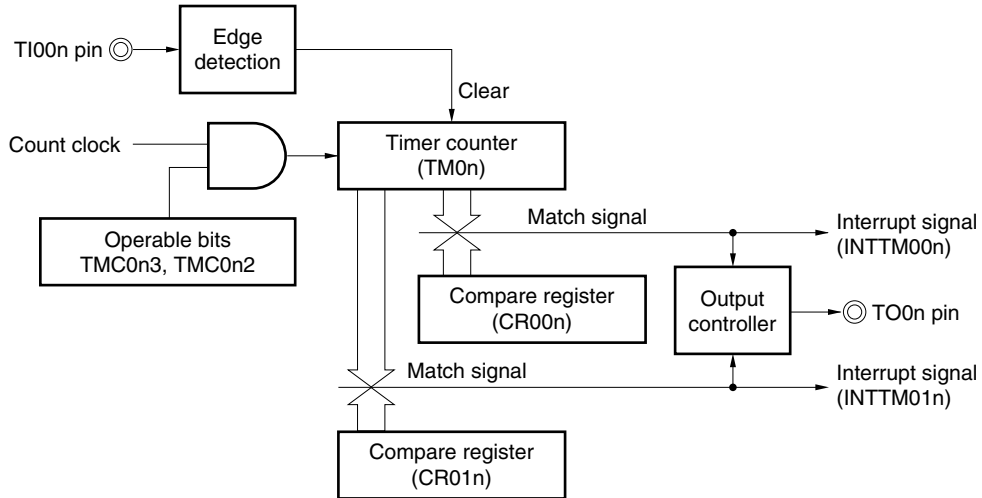 Edge
detection
TI00n pin
Clear
Count clock
Timer counter
(TM0n)
Operable bits
TMC0n3, TMC0n2
Match signal
Interrupt signal
(INTTM00n)
Compare register
(CR00n)
Output
controller
TO0n pin
Match signal
Interrupt signal
(INTTM01n)
Compare register
(CR01n)